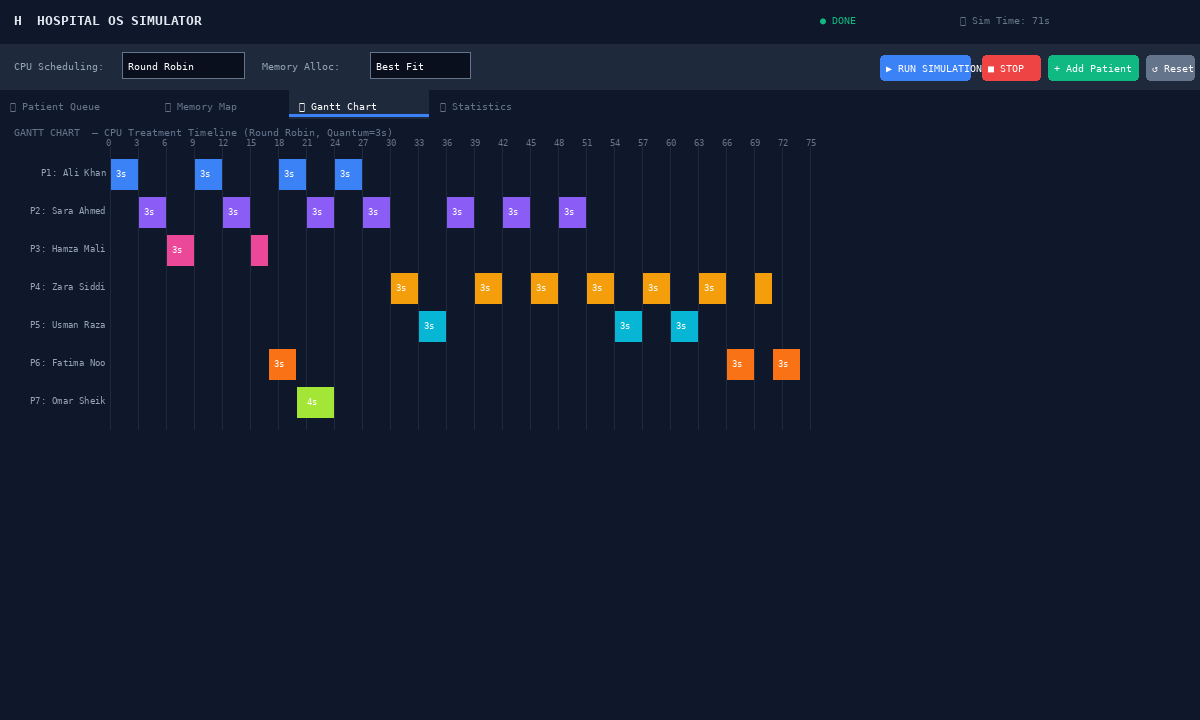 H HOSPITAL OS SIMULATOR
● DONE
Sim Time: 71s
CPU Scheduling: Round Robin
Memory Alloc: Best Fit
▶ RUN SIMULATION
■ STOP
+ Add Patient
↺ Reset
Patient Queue
Memory Map
Gantt Chart
Statistics
GANTT CHART — CPU Treatment Timeline (Round Robin, Quantum=3s)
0 3 6 9 12 15 18 21 24 27 30 33 36 39 42 45 48 51 54 57 60 63 66 69 72 75
P1: Ali Khan 3s 3s 3s 3s
P2: Sara Ahmed 3s 3s 3s 3s 3s 3s 3s
P3: Hamza Mali 3s
P4: Zara Siddi 3s 3s 3s 3s 3s 3s
P5: Usman Raza 3s 3s 3s
P6: Fatima Noo 3s 3s 3s
P7: Omar Sheik 4s